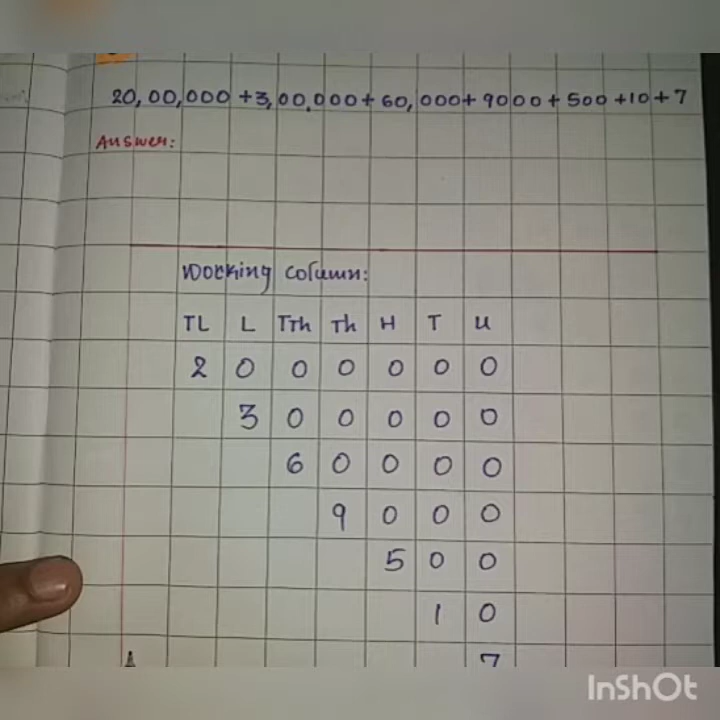 20,00,000 +3,00,000+ 60,000+ 9000+ 500 +10+7
Answer:
Working column:
TL L TTh Th H T U
2 0 0 0 0 0 0
3 0 0 0 0 0
6 0 0 0 0
9 0 0 0
5 0 0
1 0
7
InShOt